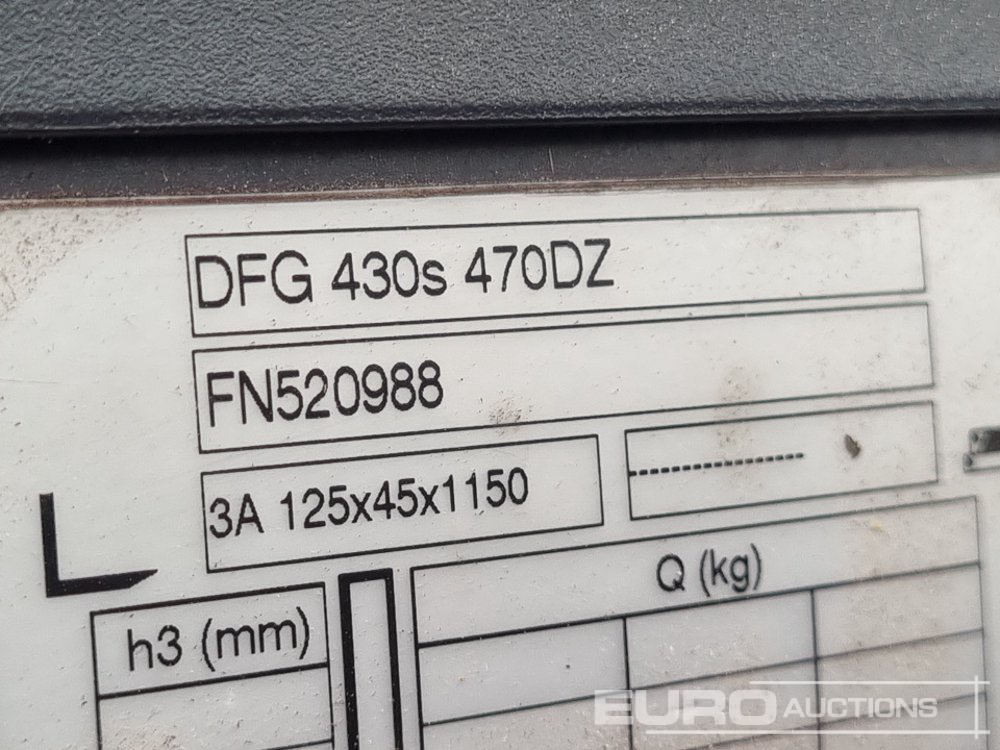 DFG 430s 470DZ
FN520988
3A 125x45x1150
Q (kg)
h3 (mm)
EURO AUCTIONS